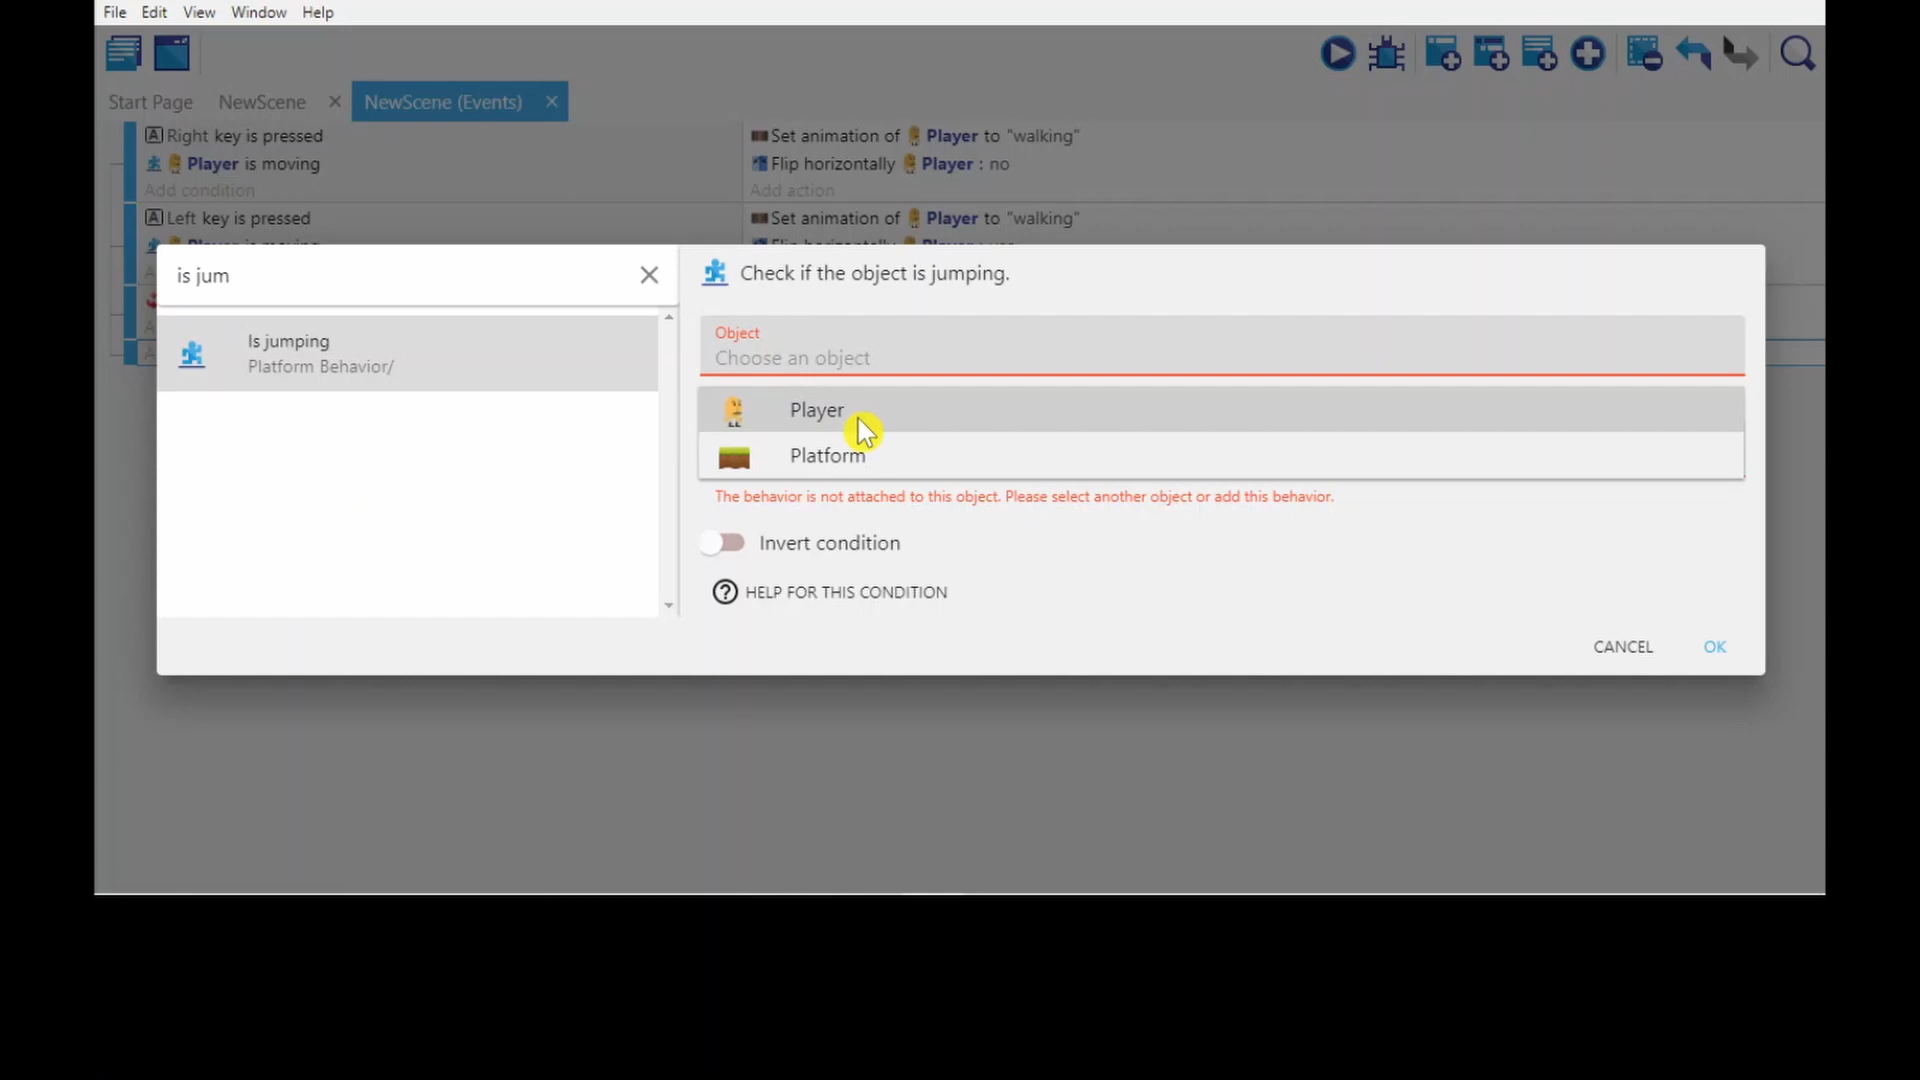 File Edit View Window Help
Start Page NewScene NewScene (Events)
Right key is pressed
Set animation of Player to "walking"
Player is moving
Flip horizontally Player : no
Add condition
Add action
Left key is pressed
Set animation of Player to "walking"
is jum
Check if the object is jumping.
Is jumping
Platform Behavior/
Object
Choose an object
Player
Platform
The behavior is not attached to this object. Please select another object or add this behavior.
Invert condition
HELP FOR THIS CONDITION
CANCEL OK